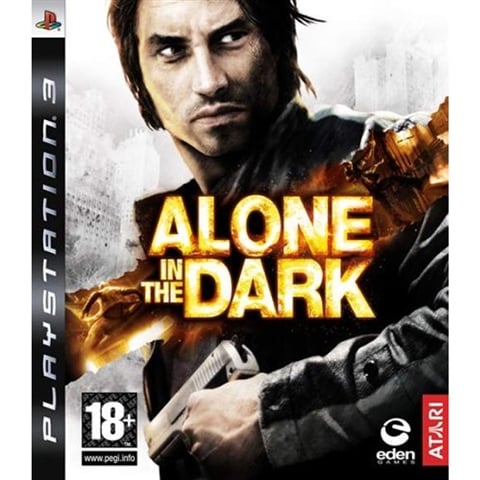 PLAYSTATION 3
ALONE
IN
THE DARK
18+
www.pegi.info
eden
GAMES
ATARI